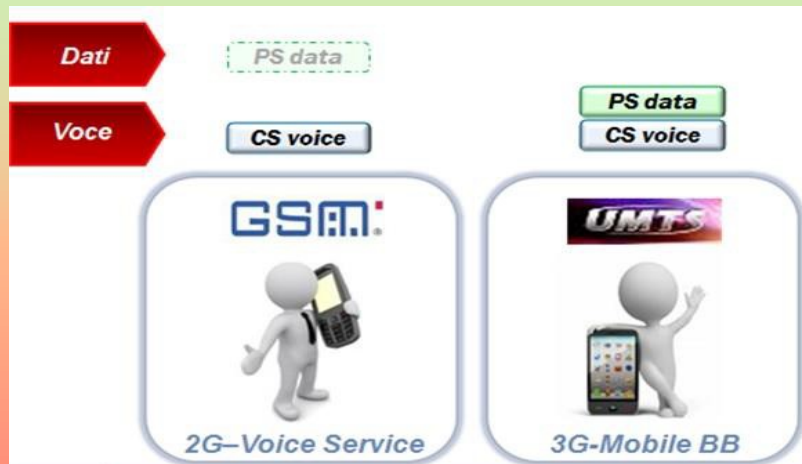 Dati
PS data
PS data
Voce
CS voice
CS voice
GSM
UMTS
2G–Voice Service
3G-Mobile BB